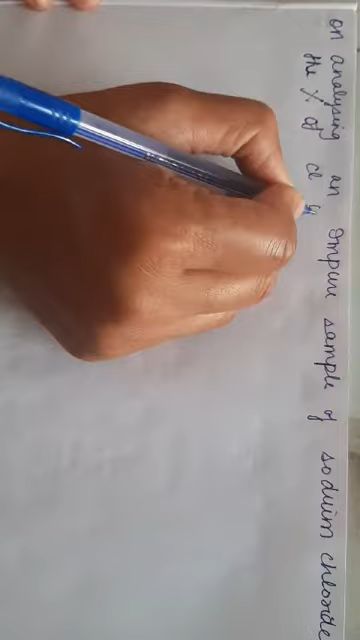 on analysing an impure sample of sodium chloride
the % of cl